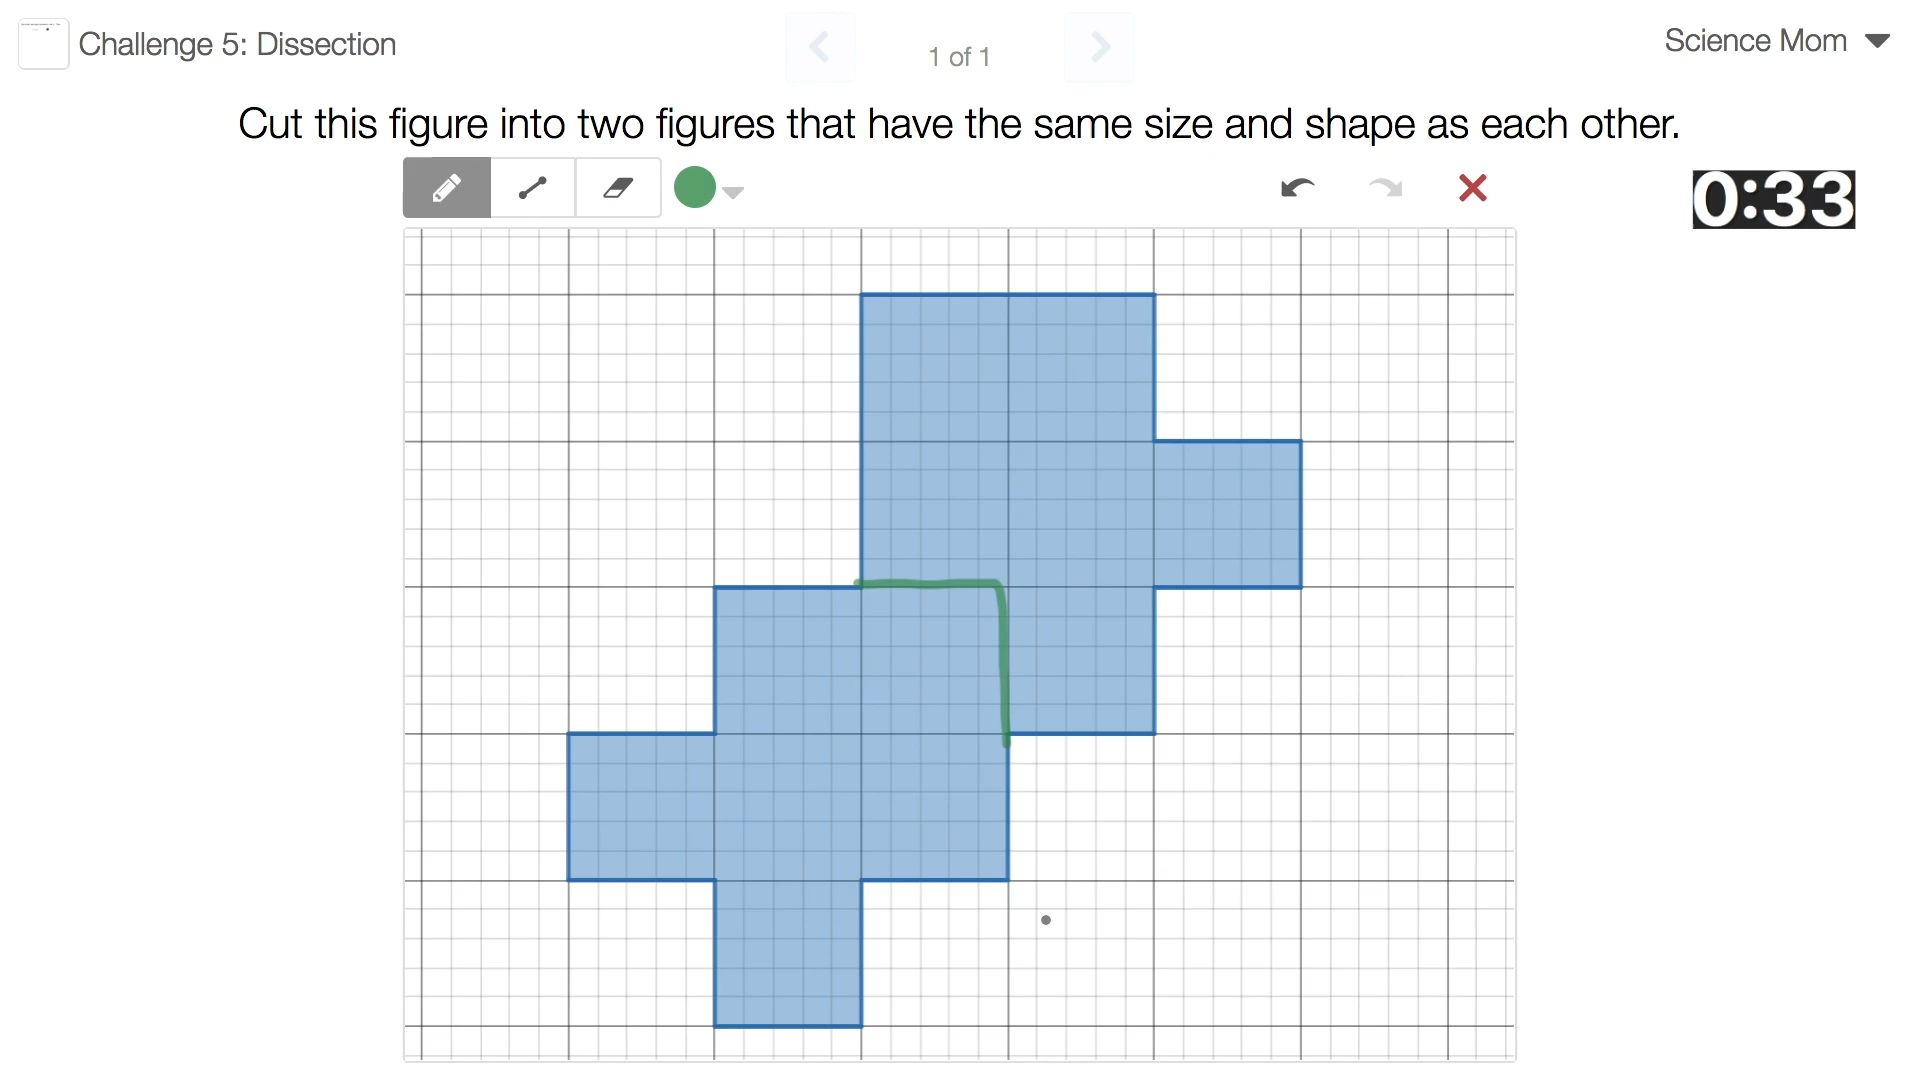 Challenge 5: Dissection
1 of 1
Science Mom
Cut this figure into two figures that have the same size and shape as each other.
0:33